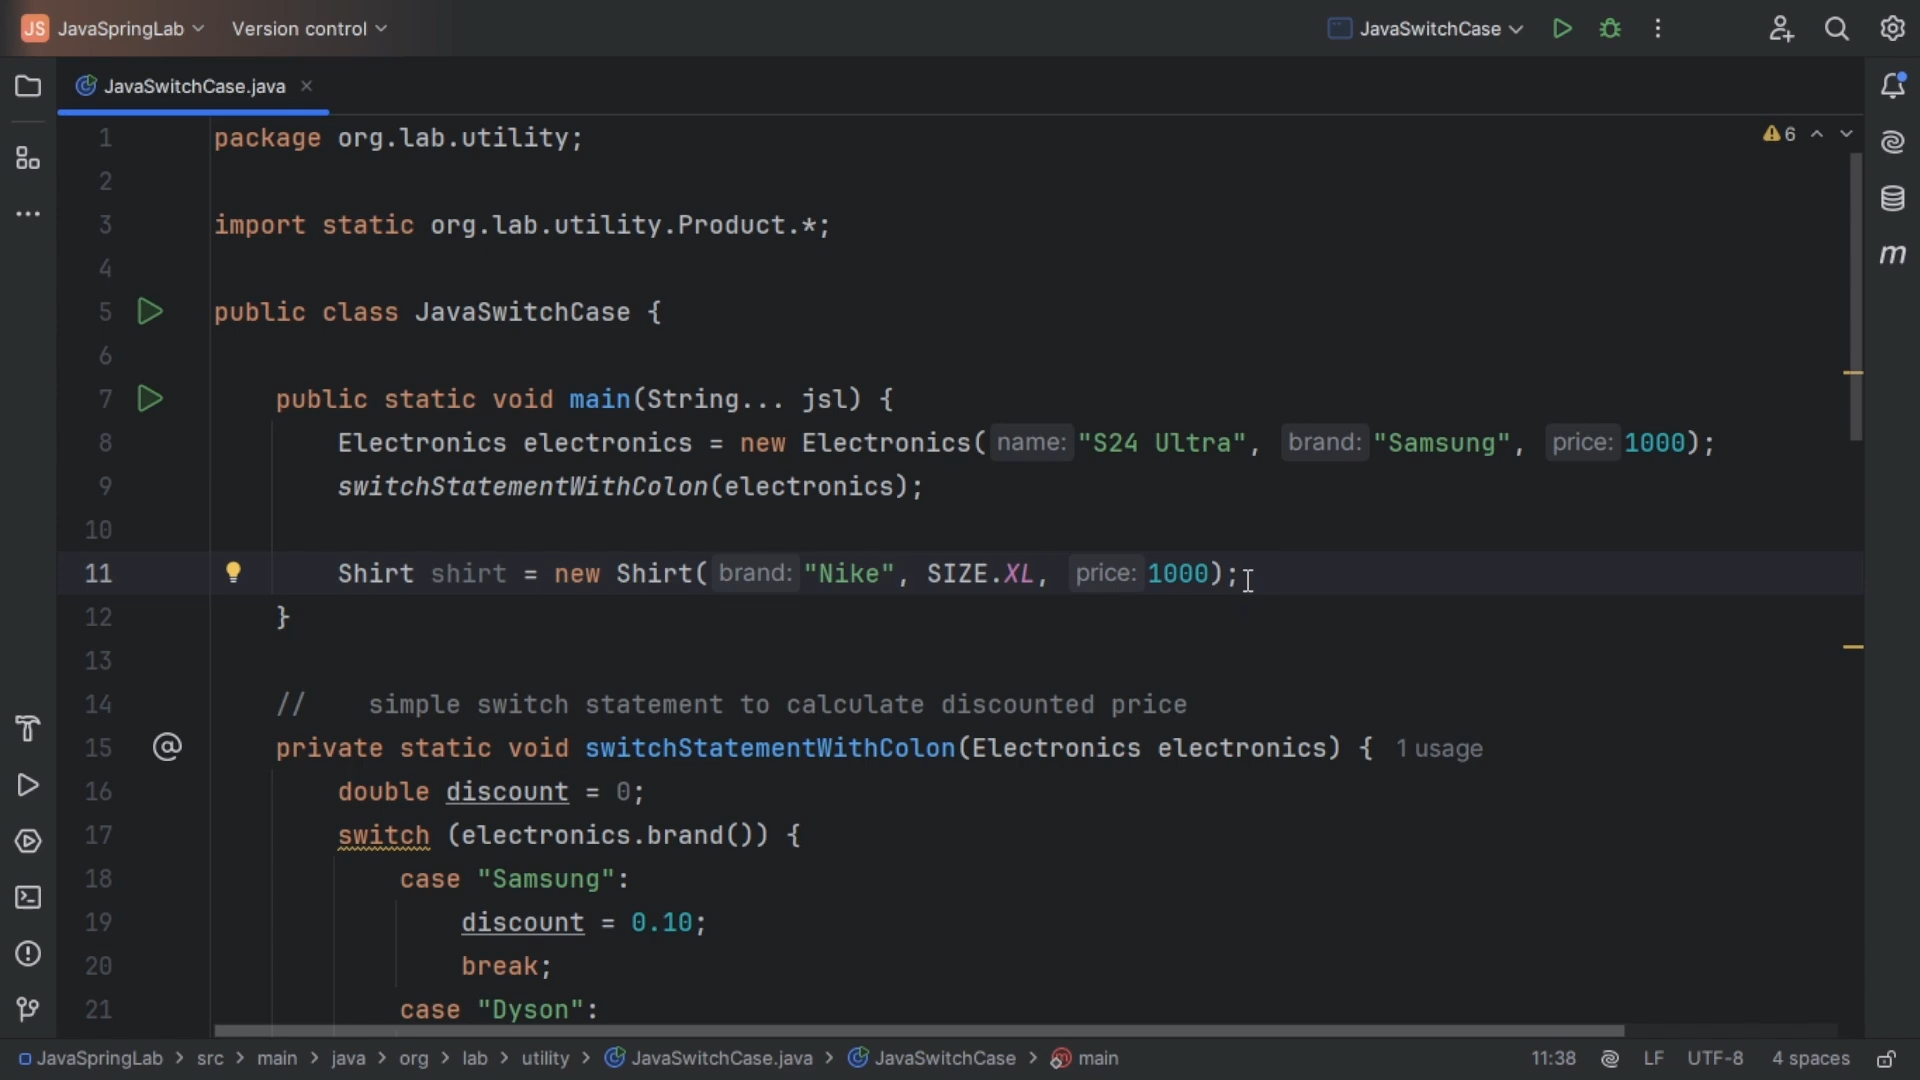 JS JavaSpringLab Version control JavaSwitchCase
JavaSwitchCase.java
1 package org.lab.utility; 6
2
3 import static org.lab.utility.Product.*;
4
5 public class JavaSwitchCase {
6
7 public static void main(String... jsl) {
8 Electronics electronics = new Electronics( name: "S24 Ultra", brand: "Samsung", price: 1000);
9 switchStatementWithColon(electronics);
10
11 Shirt shirt = new Shirt( brand: "Nike", SIZE.XL, price: 1000);
12 }
13
14 // simple switch statement to calculate discounted price
15 private static void switchStatementWithColon(Electronics electronics) { 1 usage
16 double discount = 0;
17 switch (electronics.brand()) {
18 case "Samsung":
19 discount = 0.10;
20 break;
21 case "Dyson":
JavaSpringLab > src > main > java > org > lab > utility > JavaSwitchCase.java > JavaSwitchCase > main 11:38 LF UTF-8 4 spaces